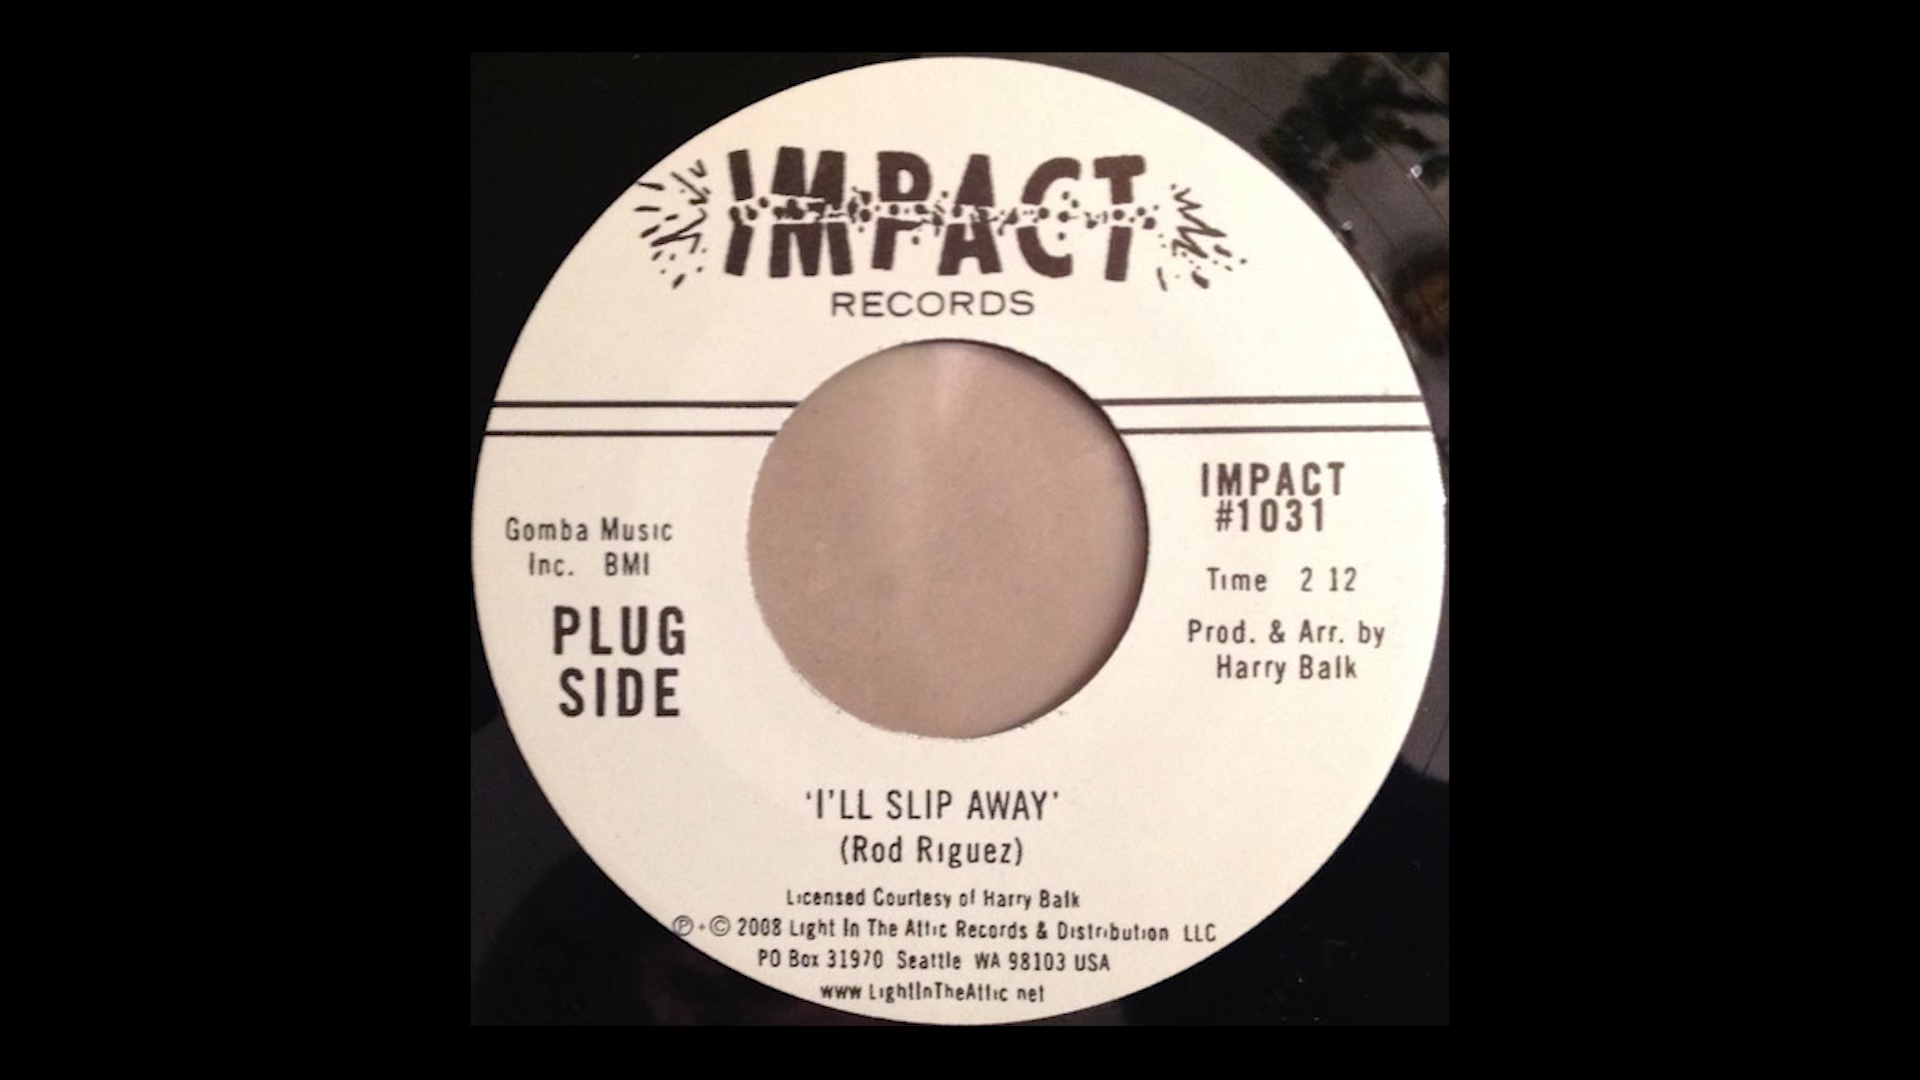 IMPACT
RECORDS
Gomba Music
Inc. BMI
PLUG
SIDE
IMPACT
#1031
Time 2 12
Prod. & Arr. by
Harry Balk
'I'LL SLIP AWAY'
(Rod Riguez)
Licensed Courtesy of Harry Balk
℗ • © 2008 Light In The Attic Records & Distribution LLC
PO Box 31970 Seattle WA 98103 USA
www LightInTheAttic net